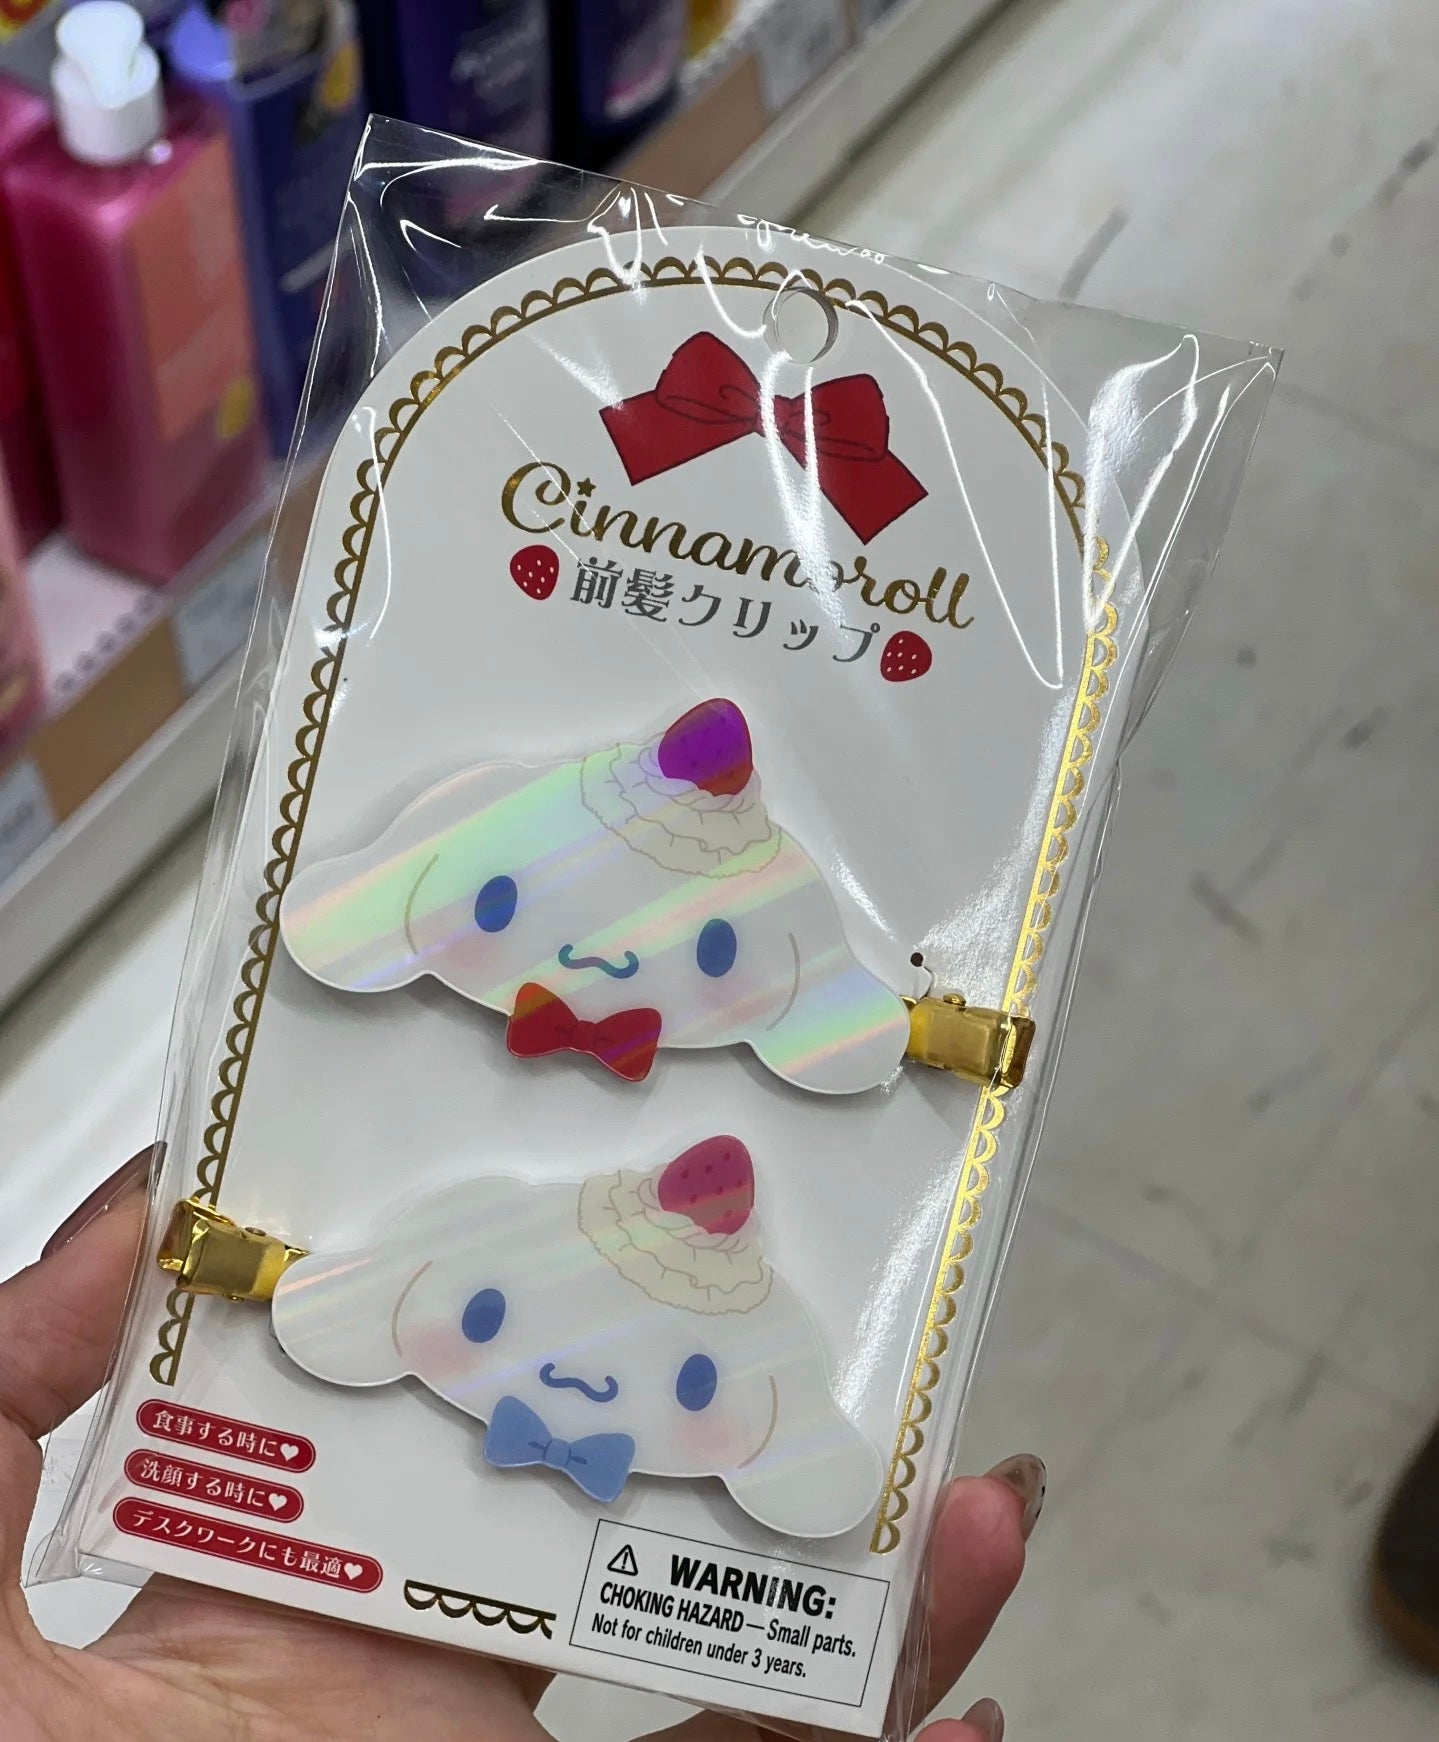 Cinnamoroll
前髪クリップ
食事する時に♥
洗顔する時に♥
デスクワークにも最適♥
⚠ WARNING:
CHOKING HAZARD — Small parts.
Not for children under 3 years.